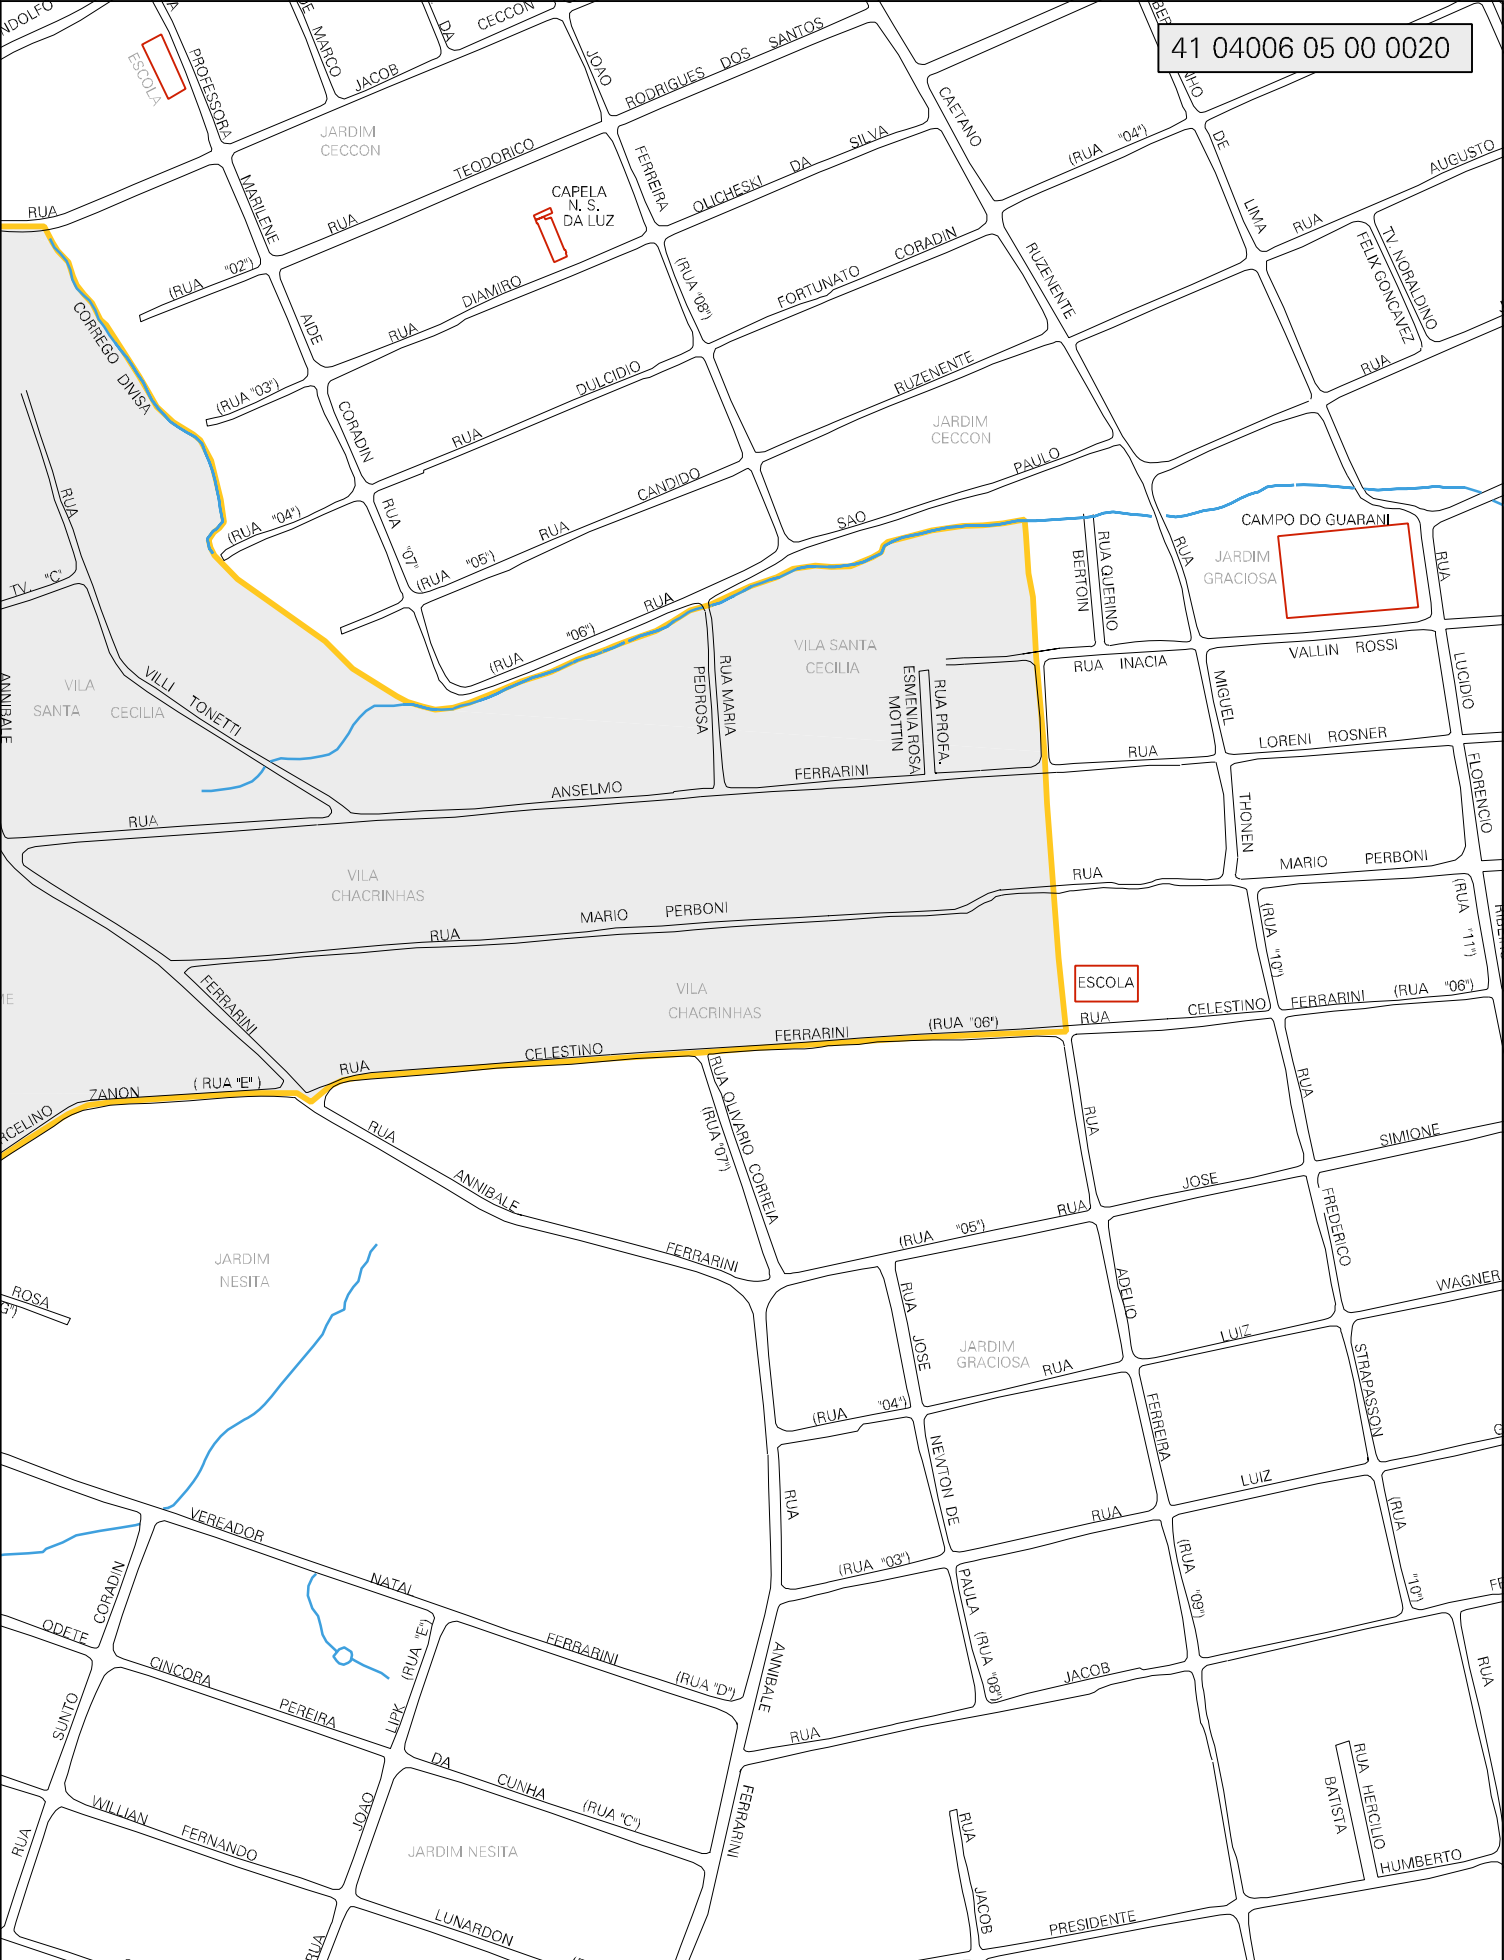 41 04006 05 00 0020
CECCON
DA
DE MARCO
JACOB
JOAO
RODRIGUES DOS SANTOS
ESCOLA
PROFESSORA
JARDIM
CECCON
CAETANO
DE
(RUA "04")
AUGUSTO
TEODORICO
FERREIRA
OLICHESKI DA SILVA
MARILENE
CAPELA
N. S.
DA LUZ
RUA
RUA
LIMA
RUA
TV. NORALDINO
FELIX GONCAVEZ
(RUA "02")
DIAMIRO
(RUA "08")
FORTUNATO CORADIN
RUZENENTE
CORREGO DIVISA
AIDE
RUA
(RUA "03")
DULCIDIO
RUZENENTE
RUA
CORADIN
RUA
JARDIM
CECCON
CANDIDO
SAO PAULO
RUA
(RUA "04")
RUA "07"
RUA
(RUA "05")
CAMPO DO GUARANI
JARDIM
GRACIOSA
RUA
RUA
TV. "C"
RUA
(RUA "06")
RUA QUERINO
BERTOIN
VILA SANTA
CECILIA
RUA MARIA
PEDROSA
RUA PROFA.
ESMENIA ROSA
MOTTIN
RUA INACIA
VALLIN ROSSI
MIGUEL
LUCIDIO
ANNIBALE
VILA
SANTA CECILIA
VILLI TONETTI
RUA
LORENI ROSNER
FLORENCIO
ANSELMO
FERRARINI
THONEN
RUA
MARIO PERBONI
RUA
VILA
CHACRINHAS
RUA
MARIO PERBONI
(RUA "10")
(RUA "11")
FERRARINI
VILA
CHACRINHAS
ESCOLA
RUA
CELESTINO
FERRARINI
(RUA "06")
RUA
CELESTINO
FERRARINI
(RUA "06")
ZANON
( RUA "E" )
RUA
RUA OLIVARIO CORREIA
(RUA "07")
RUA
RUA
SIMIONE
ANNIBALE
FERRARINI
(RUA "05")
RUA
JOSE
FREDERICO
JARDIM
NESITA
ROSA
RUA
JOSE
ADELIO
WAGNER
JARDIM
GRACIOSA
RUA
LUIZ
STRAPASSON
(RUA "04")
FERREIRA
NEWTON DE
LUIZ
RUA
RUA
(RUA "03")
(RUA "09")
(RUA "10")
VEREADOR
NATAL
FERRARINI
(RUA "D")
CORADIN
ODETE
(RUA "E")
LIPK
PAULA
(RUA "08")
JACOB
RUA
ANNIBALE
RUA
CINCORA
PEREIRA
DA
CUNHA
(RUA "C")
SUNTO
JOAO
RUA
WILLIAN
FERNANDO
JARDIM NESITA
FERRARINI
RUA
JACOB
RUA HERCILIO
BATISTA
HUMBERTO
LUNARDON
RUA
PRESIDENTE